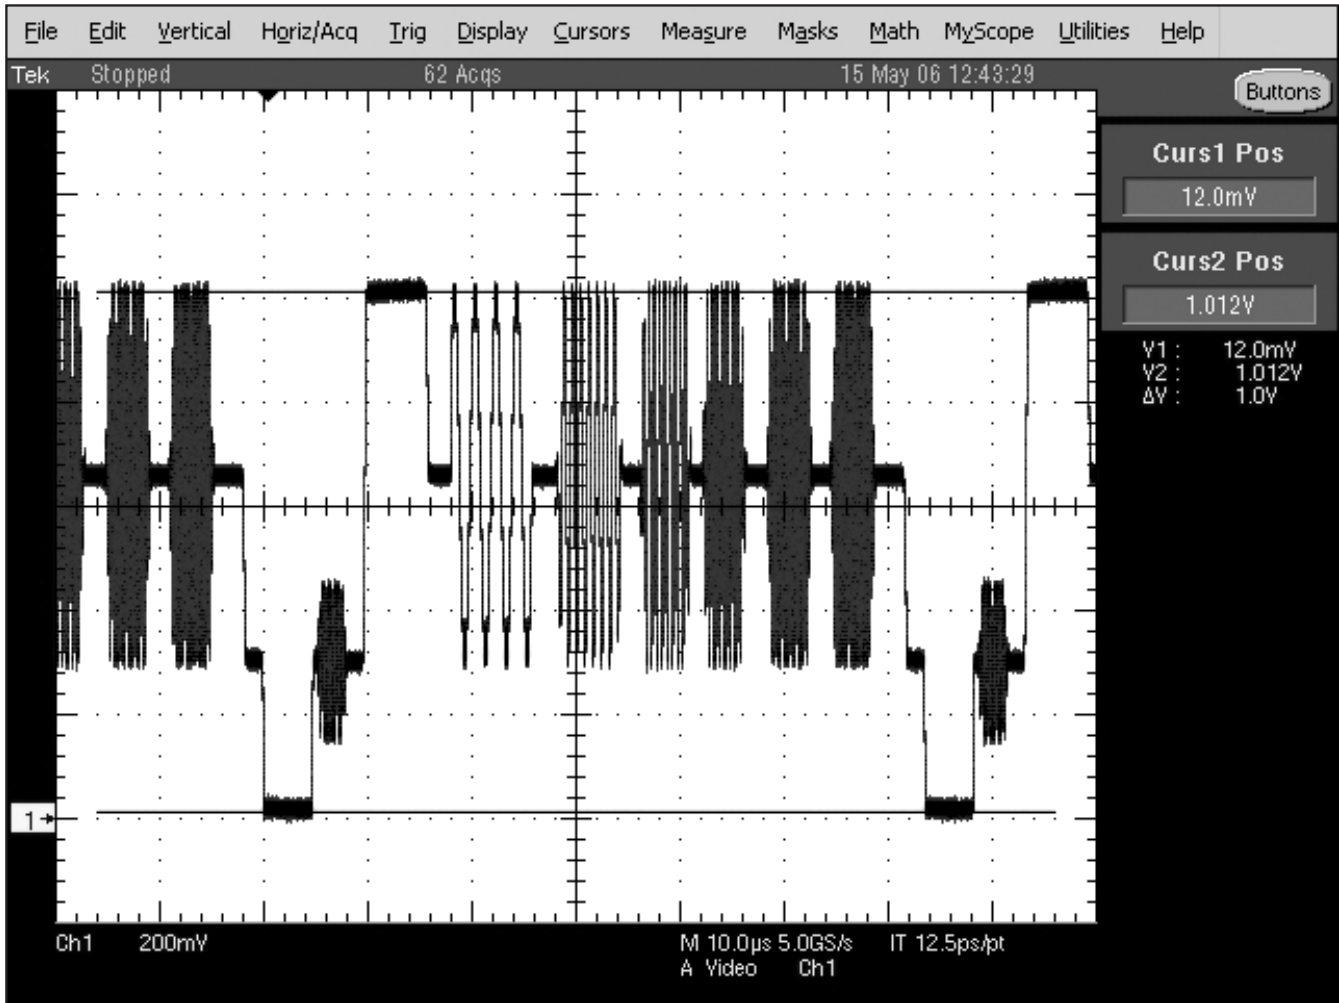 File Edit Vertical Horiz/Acq Trig Display Cursors Measure Masks Math MyScope Utilities Help
Tek Stopped 62 Acqs 15 May 06 12:43:29
Buttons
Curs1 Pos
12.0mV
Curs2 Pos
1.012V
V1 : 12.0mV
V2 : 1.012V
ΔV : 1.0V
1
Ch1 200mV M 10.0µs 5.0GS/s IT 12.5ps/pt
A Video Ch1